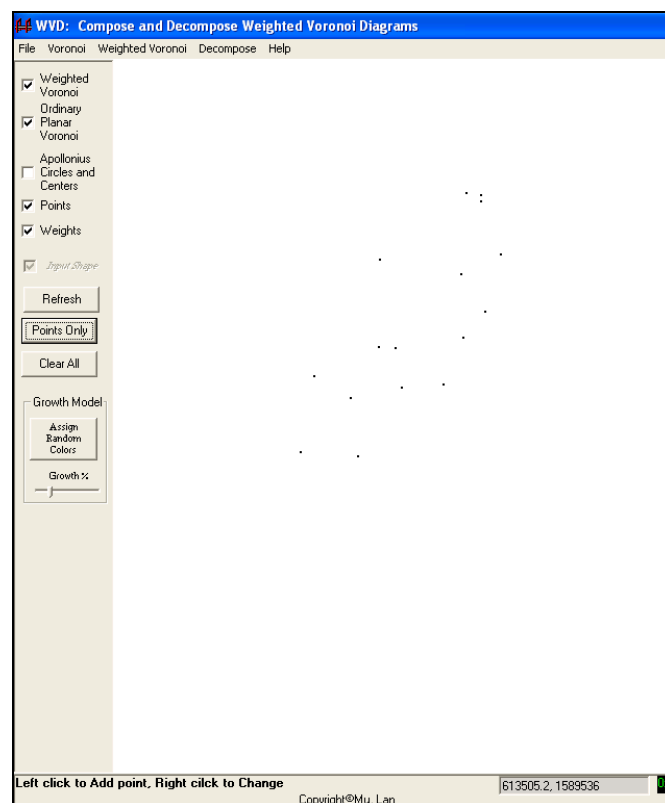 WVD: Compose and Decompose Weighted Voronoi Diagrams
File Voronoi Weighted Voronoi Decompose Help
Weighted
Voronoi
Ordinary
Planar
Voronoi
Apollonius
Circles and
Centers
Points
Weights
Input Shape
Refresh
Points Only
Clear All
Growth Model
Assign
Random
Colors
Growth %
Left click to Add point, Right cilck to Change
613505.2, 1589536
0
Copyright©Mu, Lan